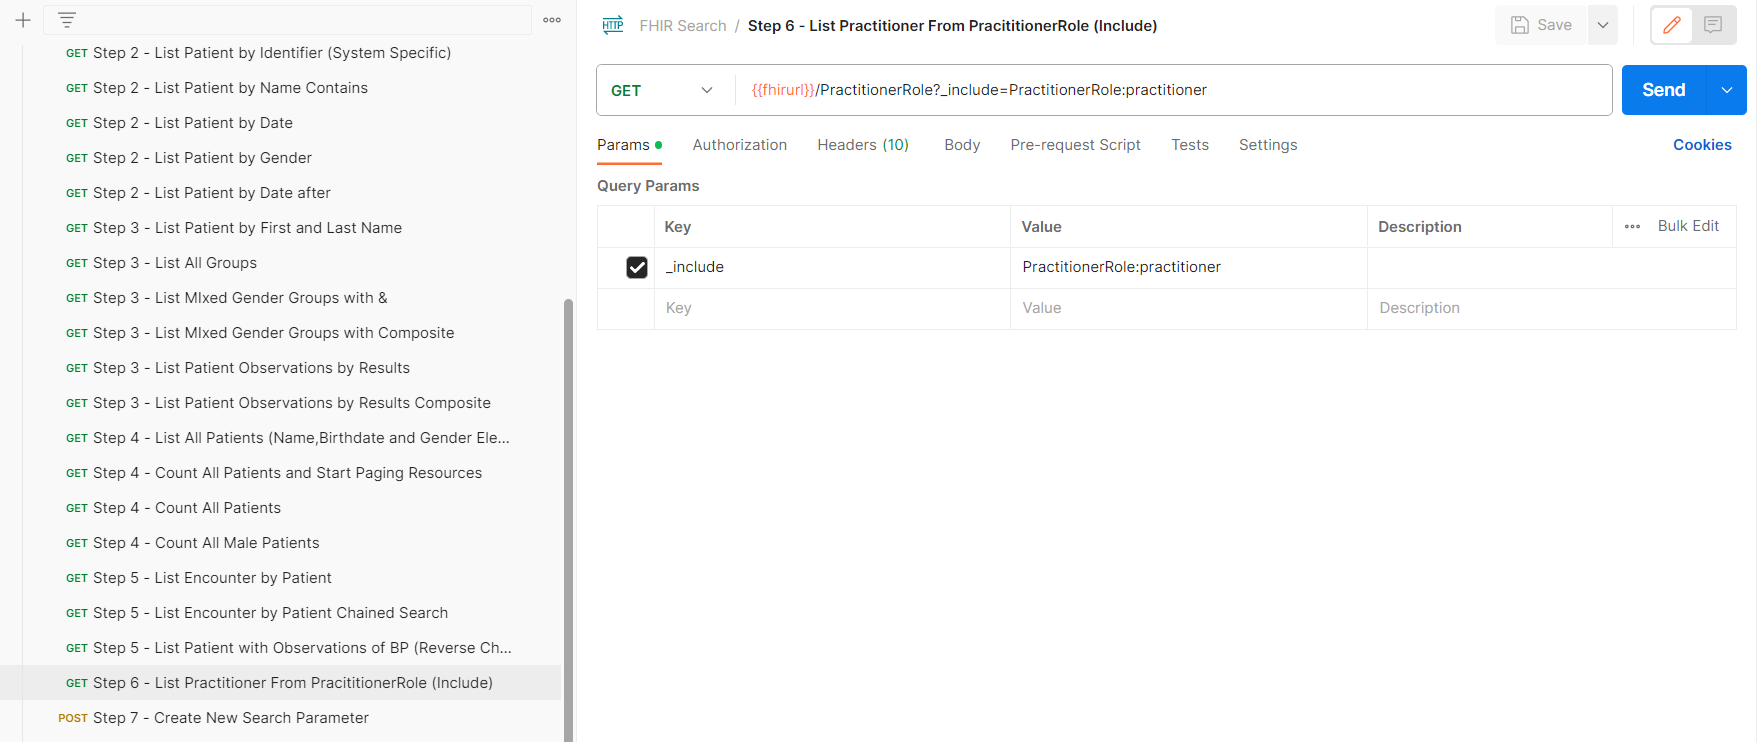 GET Step 2 - List Patient by Identifier (System Specific)
GET Step 2 - List Patient by Name Contains
GET Step 2 - List Patient by Date
GET Step 2 - List Patient by Gender
GET Step 2 - List Patient by Date after
GET Step 3 - List Patient by First and Last Name
GET Step 3 - List All Groups
GET Step 3 - List MIxed Gender Groups with &
GET Step 3 - List MIxed Gender Groups with Composite
GET Step 3 - List Patient Observations by Results
GET Step 3 - List Patient Observations by Results Composite
GET Step 4 - List All Patients (Name,Birthdate and Gender Ele...
GET Step 4 - Count All Patients and Start Paging Resources
GET Step 4 - Count All Patients
GET Step 4 - Count All Male Patients
GET Step 5 - List Encounter by Patient
GET Step 5 - List Encounter by Patient Chained Search
GET Step 5 - List Patient with Observations of BP (Reverse Ch...
GET Step 6 - List Practitioner From PracititionerRole (Include)
POST Step 7 - Create New Search Parameter
HTTP FHIR Search / Step 6 - List Practitioner From PracititionerRole (Include)
Save
GET {{fhirurl}}/PractitionerRole?_include=PractitionerRole:practitioner
Send
Params Authorization Headers (10) Body Pre-request Script Tests Settings Cookies
Query Params
Key Value Description Bulk Edit
_include PractitionerRole:practitioner
Key Value Description